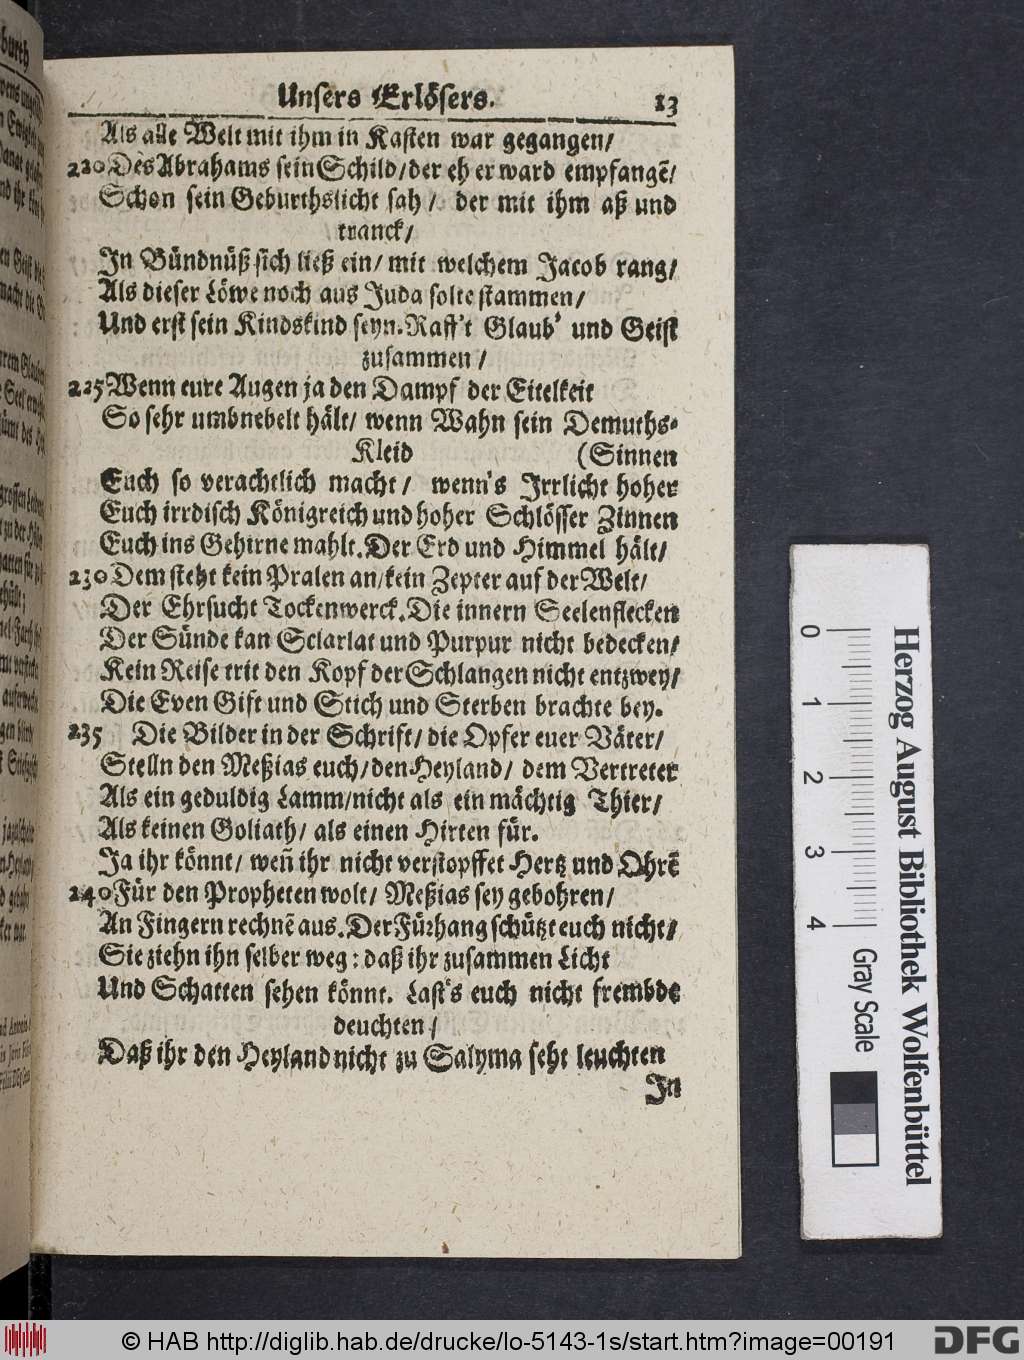 Unſers Erlöſers. 13
Als alle Welt mit ihm in Kaſten war gegangen/
220 Des Abrahams ſein Schild/ der eh er ward empfangẽ/
Schon ſein Geburthslicht ſah/ der mit ihm aß und
tranck/
In Bündnüß ſich ließ ein/ mit welchem Jacob rang/
Als dieſer Löwe noch aus Juda ſolte ſtammen/
Und erſt ſein Kindskind ſeyn. Raff't Glaub' und Geiſt
zuſammen/
225 Wenn eure Augen ja den Dampf der Eitelkeit
So ſehr umbnebelt hält/ wenn Wahn ſein Demuths-
Kleid (Sinnen
Euch ſo verachtlich macht/ wenn's Irrlicht hoher
Euch irrdiſch Königreich und hoher Schlöſſer Zinnen
Euch ins Gehirne mahlt. Der Erd und Himmel hält/
230 Dem ſteht kein Pralen an/ kein Zepter auf der Welt/
Der Ehrſucht Tockenwerck. Die innern Seelenflecken
Der Sünde kan Sclarlat und Purpur nicht bedecken/
Kein Reiſe trit den Kopf der Schlangen nicht entzwey/
Die Even Gift und Stich und Sterben brachte bey.
235 Die Bilder in der Schrift/ die Opfer euer Väter/
Stelln den Meßias euch/ den Heyland/ dem Vertreter
Als ein geduldig Lamm/ nicht als ein mächtig Thier/
Als keinen Goliath/ als einen Hirten für.
Ja ihr könnt/ weñ ihr nicht verſtopffet Hertz und Ohrẽ
240 Für den Propheten wolt/ Meßias ſey gebohren/
An Fingern rechnẽ aus. Der Fürhang ſchützt euch nicht/
Sie ziehn ihn ſelber weg: daß ihr zuſammen Licht
Und Schatten ſehen könnt. Laſt's euch nicht frembde
deuchten/
Daß ihr den Heyland nicht zu Salyma ſeht leuchten
In
0 1 2 3 4
Gray Scale
Herzog August Bibliothek Wolfenbüttel
© HAB http://diglib.hab.de/drucke/lo-5143-1s/start.htm?image=00191
DFG